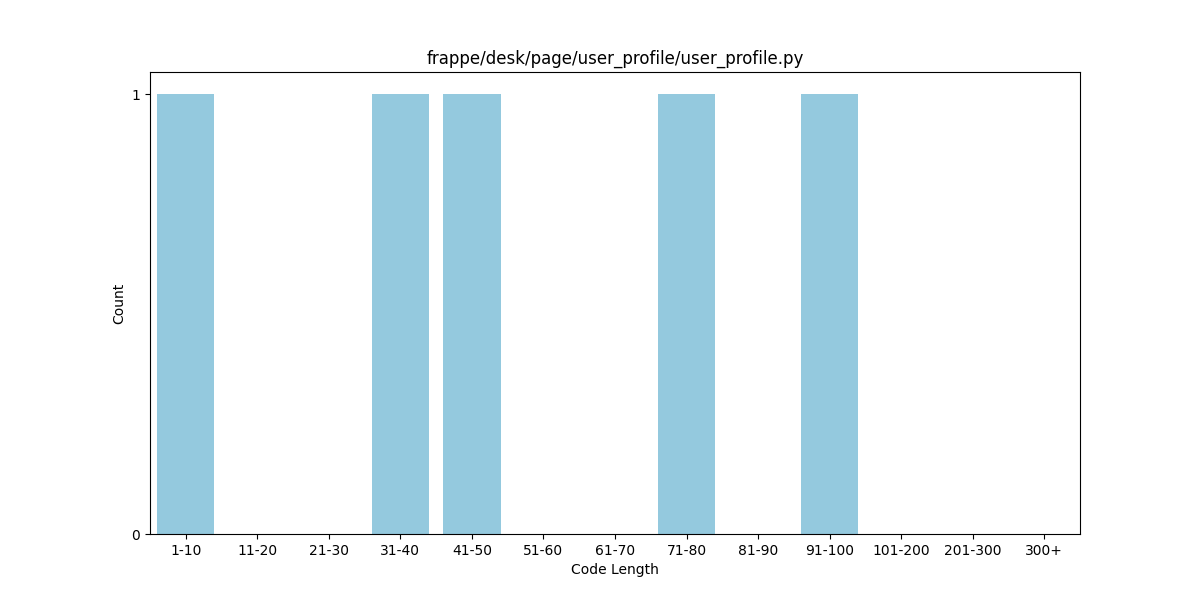 frappe/desk/page/user_profile/user_profile.py
1
Count
0
1-10 11-20 21-30 31-40 41-50 51-60 61-70 71-80 81-90 91-100 101-200 201-300 300+
Code Length